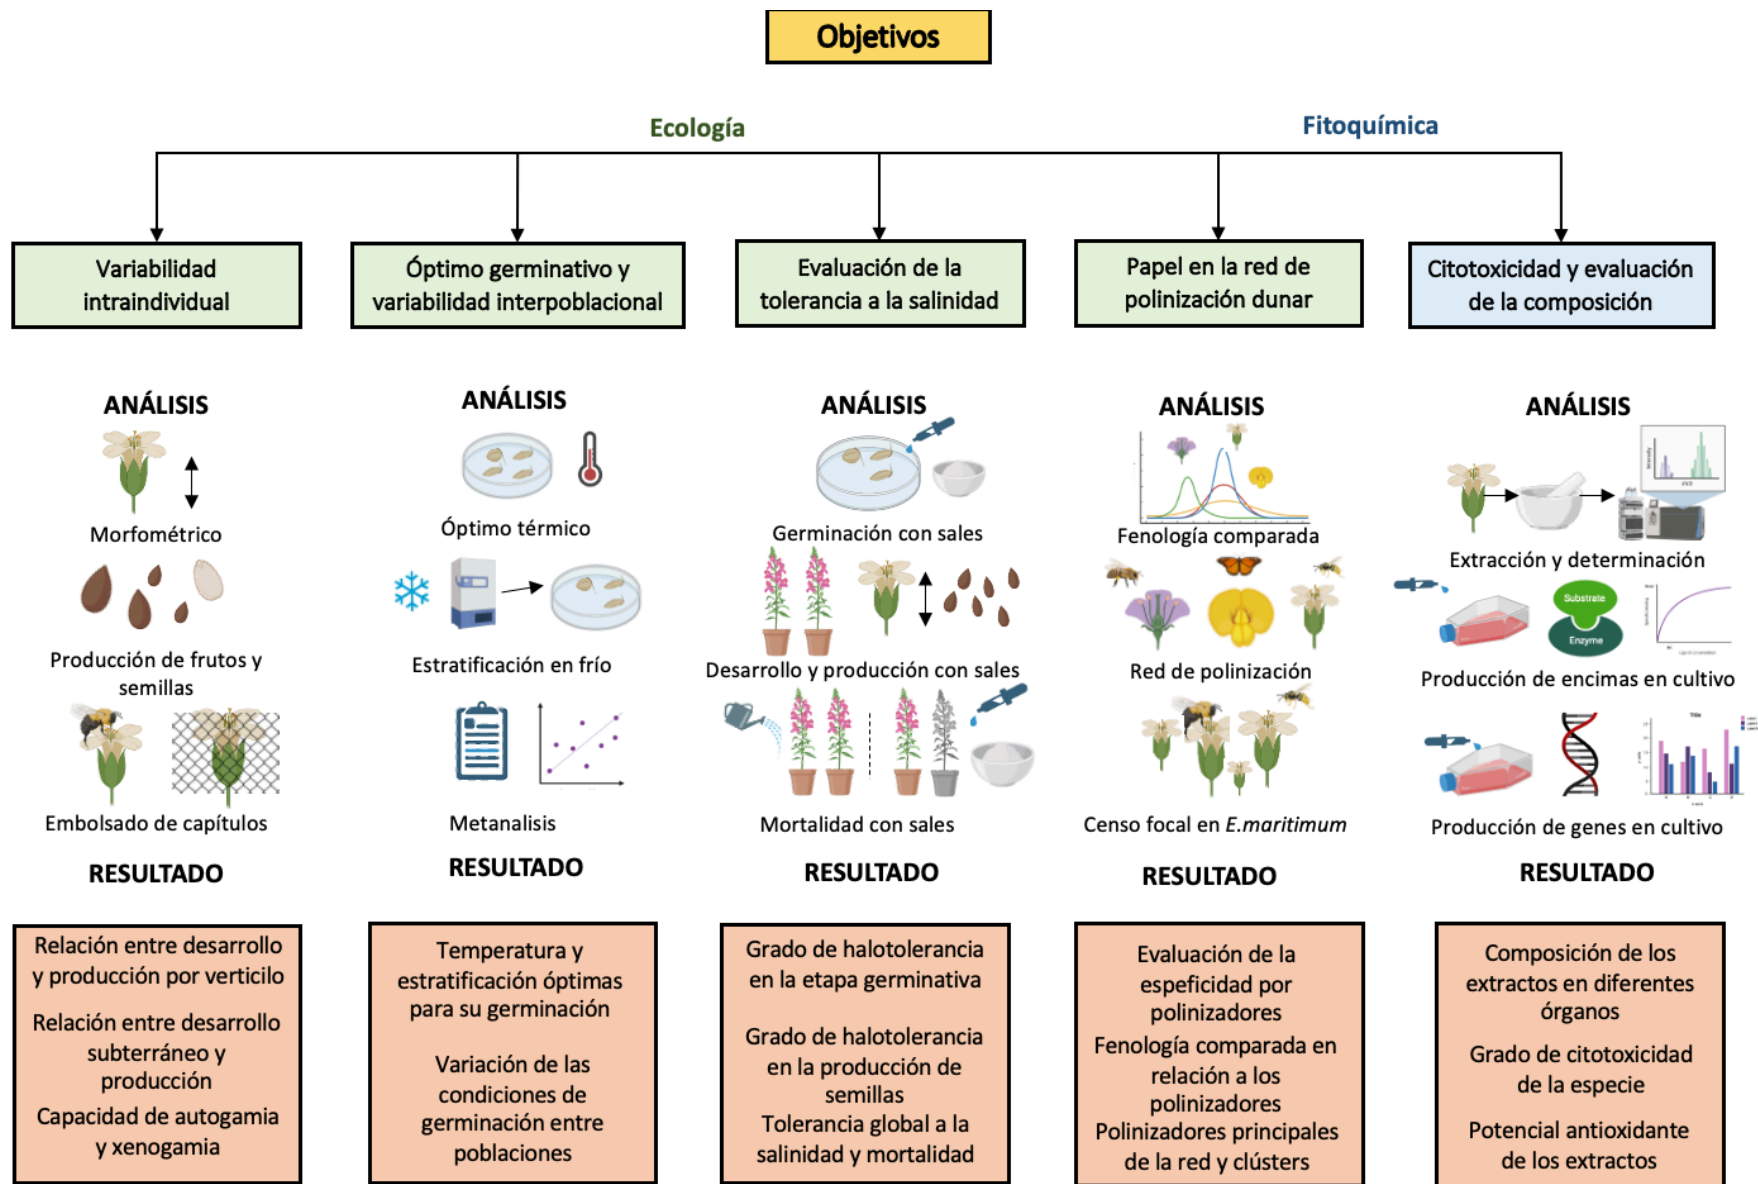 Objetivos
Ecología
Fitoquímica
Variabilidad
intraindividual
Óptimo germinativo y
variabilidad interpoblacional
Evaluación de la
tolerancia a la salinidad
Papel en la red de
polinización dunar
Citotoxicidad y evaluación
de la composición
ANÁLISIS
Morfométrico
Producción de frutos y
semillas
Embolsado de capítulos
RESULTADO
Relación entre desarrollo
y producción por verticilo
Relación entre desarrollo
subterráneo y
producción
Capacidad de autogamia
y xenogamia
ANÁLISIS
Óptimo térmico
Estratificación en frío
Metanalisis
RESULTADO
Temperatura y
estratificación óptimas
para su germinación
Variación de las
condiciones de
germinación entre
poblaciones
ANÁLISIS
Germinación con sales
Desarrollo y producción con sales
Mortalidad con sales
RESULTADO
Grado de halotolerancia
en la etapa germinativa
Grado de halotolerancia
en la producción de
semillas
Tolerancia global a la
salinidad y mortalidad
ANÁLISIS
Fenología comparada
Red de polinización
Censo focal en E.maritimum
RESULTADO
Evaluación de la
espeficidad por
polinizadores
Fenología comparada en
relación a los
polinizadores
Polinizadores principales
de la red y clústers
ANÁLISIS
Intensity
Extracción y determinación
Substrate
Enzyme
Producción de encimas en cultivo
Title
Producción de genes en cultivo
RESULTADO
Composición de los
extractos en diferentes
órganos
Grado de citotoxicidad
de la especie
Potencial antioxidante
de los extractos